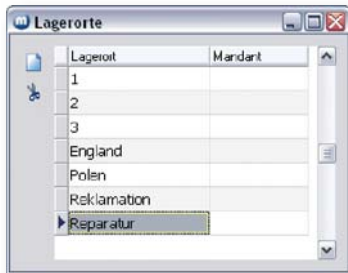 Lagerorte
Lagerort Mandant
1
2
3
England
Polen
Reklamation
Reparatur